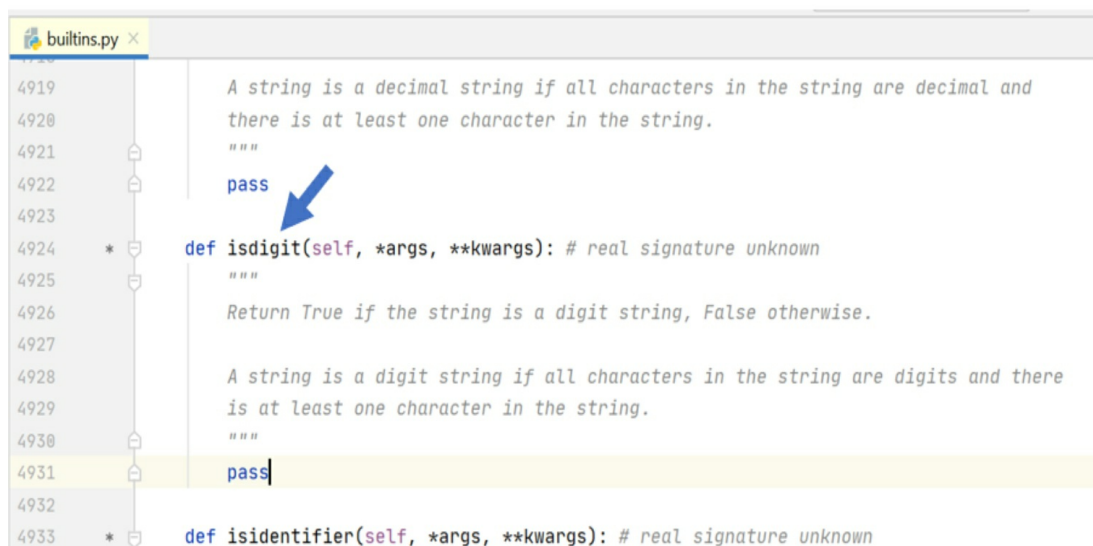 builtins.py
4919 A string is a decimal string if all characters in the string are decimal and
4920 there is at least one character in the string.
4921 """
4922 pass
4923
4924 * def isdigit(self, *args, **kwargs): # real signature unknown
4925 """
4926 Return True if the string is a digit string, False otherwise.
4927
4928 A string is a digit string if all characters in the string are digits and there
4929 is at least one character in the string.
4930 """
4931 pass
4932
4933 * def isidentifier(self, *args, **kwargs): # real signature unknown